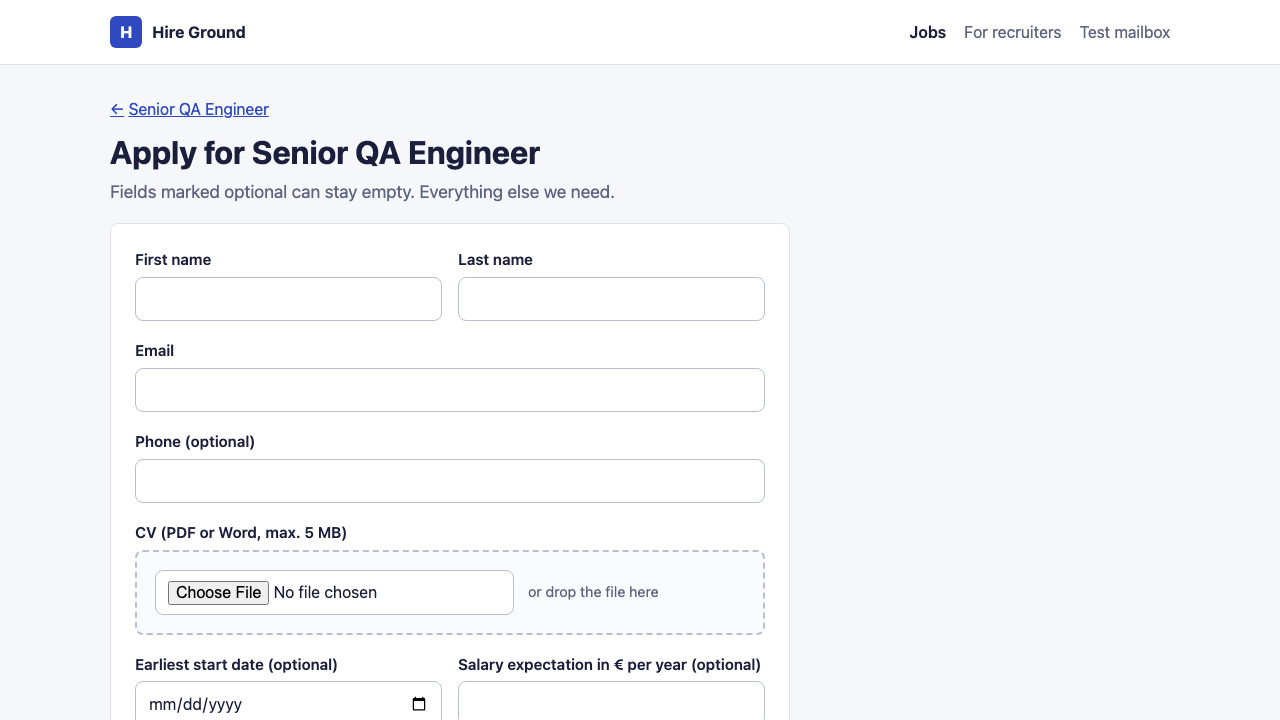 H Hire Ground Jobs For recruiters Test mailbox
← Senior QA Engineer
Apply for Senior QA Engineer
Fields marked optional can stay empty. Everything else we need.
First name Last name
Email
Phone (optional)
CV (PDF or Word, max. 5 MB)
Choose File No file chosen or drop the file here
Earliest start date (optional) Salary expectation in € per year (optional)
mm/dd/yyyy